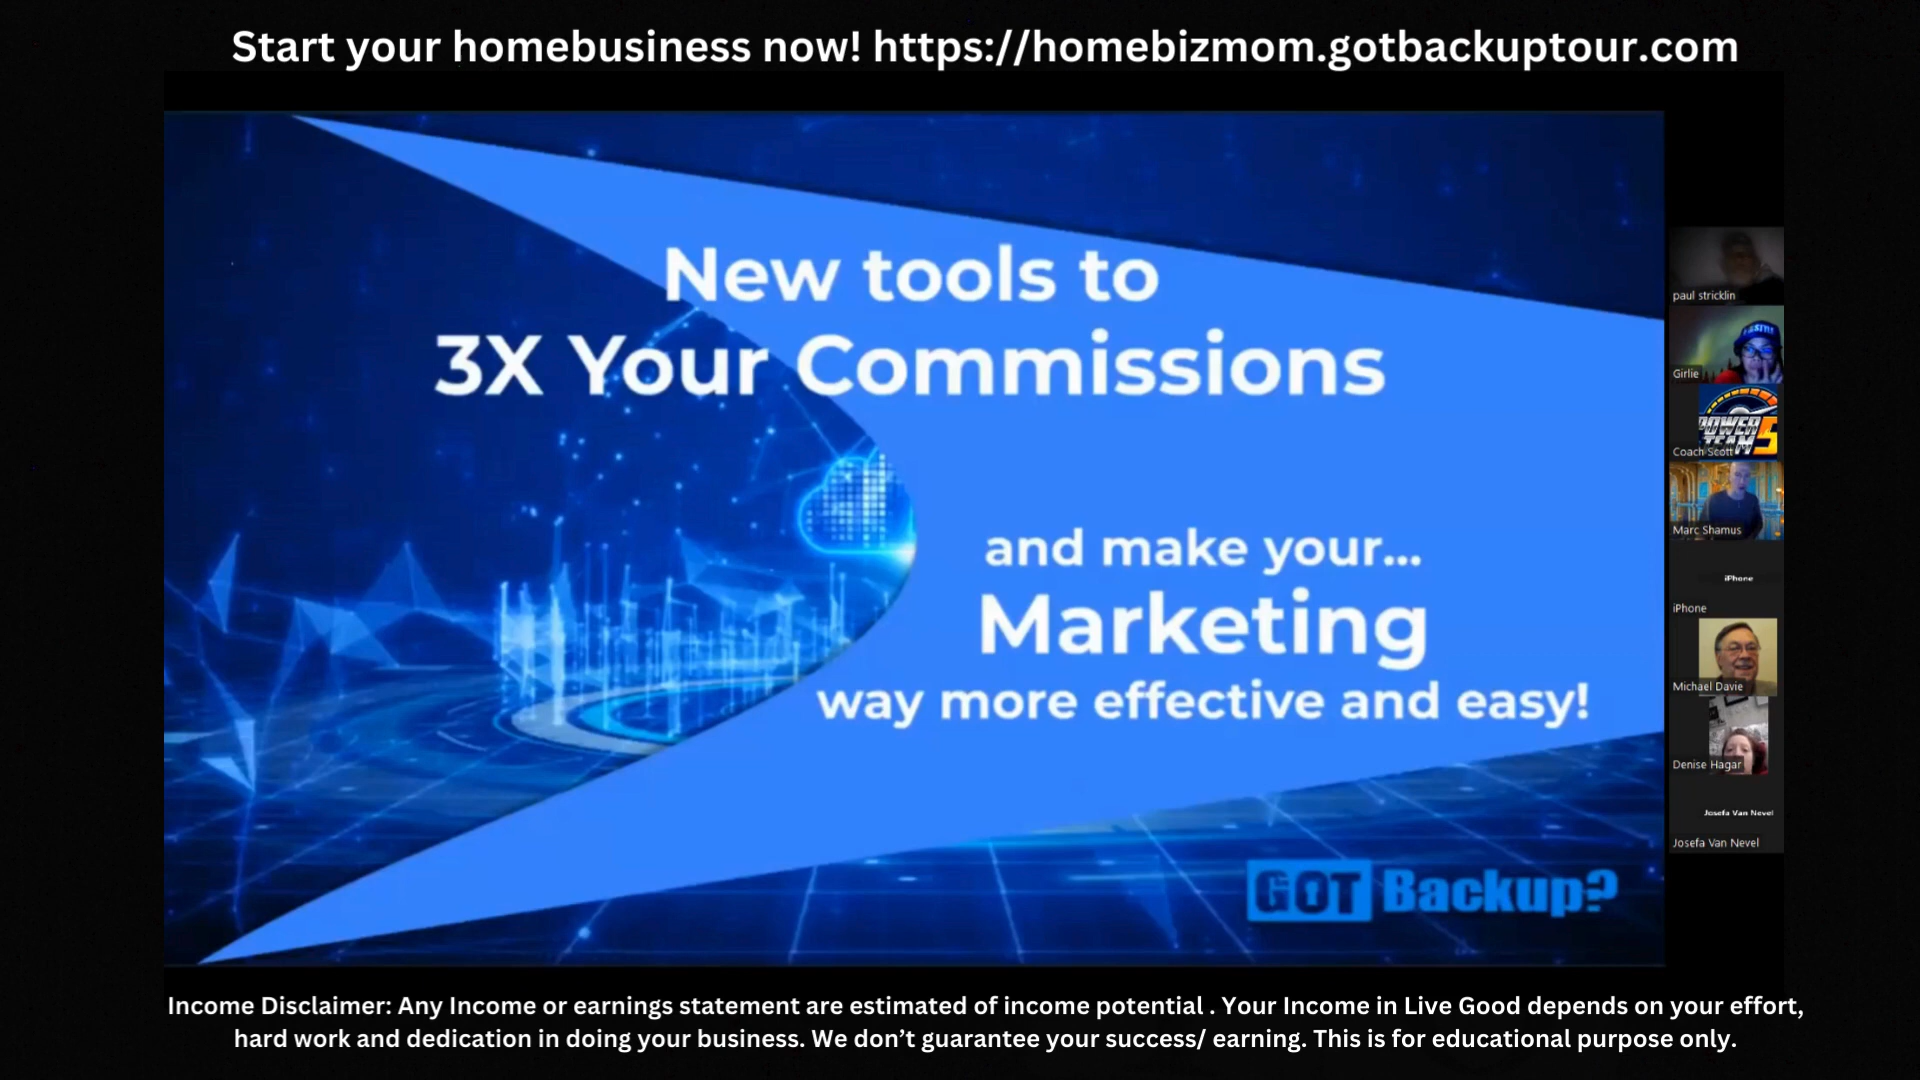 Start your homebusiness now! https://homebizmom.gotbackuptour.com
New tools to
3X Your Commissions
and make your...
Marketing
way more effective and easy!
GOT Backup?
paul stricklin
Girlie
POWER
TEAM 5
Coach Scott
Marc Shamus
iPhone
iPhone
Michael Davie
Denise Hagar
Josefa Van Nevel
Josefa Van Nevel
Income Disclaimer: Any Income or earnings statement are estimated of income potential . Your Income in Live Good depends on your effort,
hard work and dedication in doing your business. We don’t guarantee your success/ earning. This is for educational purpose only.